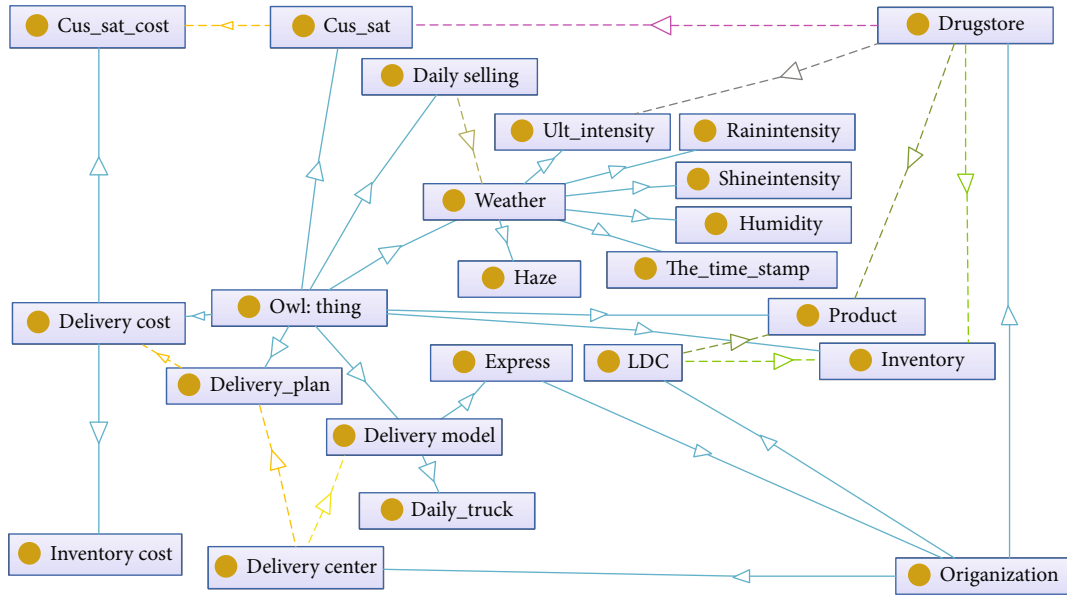 Cus_sat_cost
Cus_sat
Drugstore
Daily selling
Ult_intensity
Rainintensity
Shineintensity
Weather
Humidity
Haze
The_time_stamp
Owl: thing
Delivery cost
Product
Express
LDC
Inventory
Delivery_plan
Delivery model
Daily_truck
Inventory cost
Delivery center
Origanization